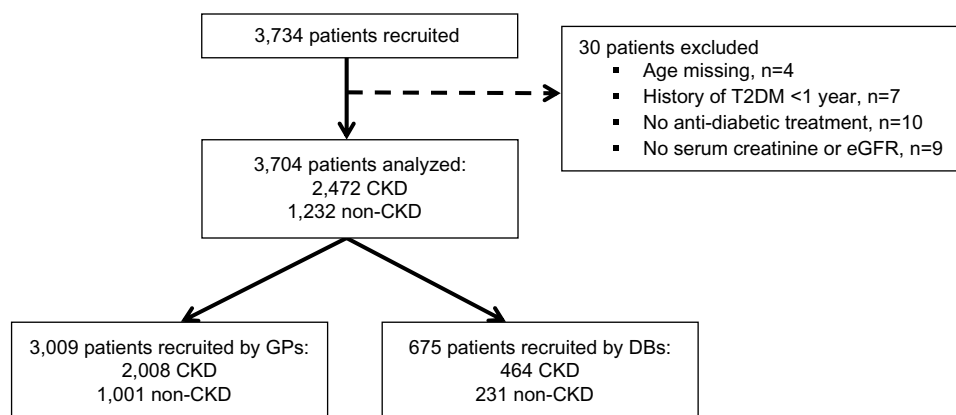 3,734 patients recruited
30 patients excluded
▪ Age missing, n=4
▪ History of T2DM <1 year, n=7
▪ No anti-diabetic treatment, n=10
▪ No serum creatinine or eGFR, n=9
3,704 patients analyzed:
2,472 CKD
1,232 non-CKD
3,009 patients recruited by GPs:
2,008 CKD
1,001 non-CKD
675 patients recruited by DBs:
464 CKD
231 non-CKD